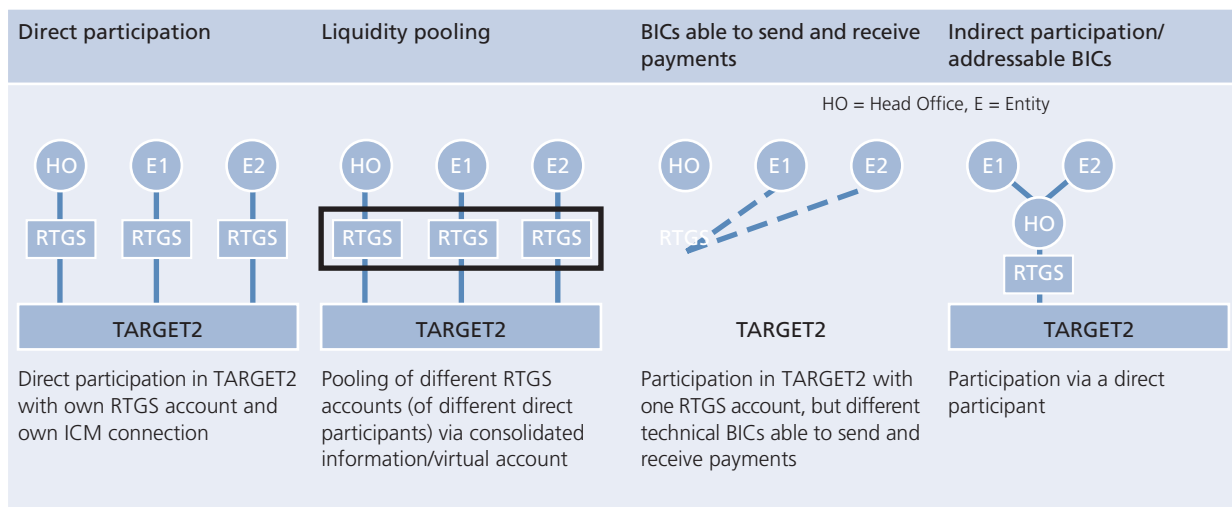 Direct participation
Liquidity pooling
BICs able to send and receive
payments
Indirect participation/
addressable BICs
HO = Head Office, E = Entity
HO
E1
E2
RTGS
RTGS
RTGS
TARGET2
Direct participation in TARGET2
with own RTGS account and
own ICM connection
HO
E1
E2
RTGS
RTGS
RTGS
TARGET2
Pooling of different RTGS
accounts (of different direct
participants) via consolidated
information/virtual account
HO
E1
E2
RTGS
TARGET2
Participation in TARGET2 with
one RTGS account, but different
technical BICs able to send and
receive payments
E1
E2
HO
RTGS
TARGET2
Participation via a direct
participant